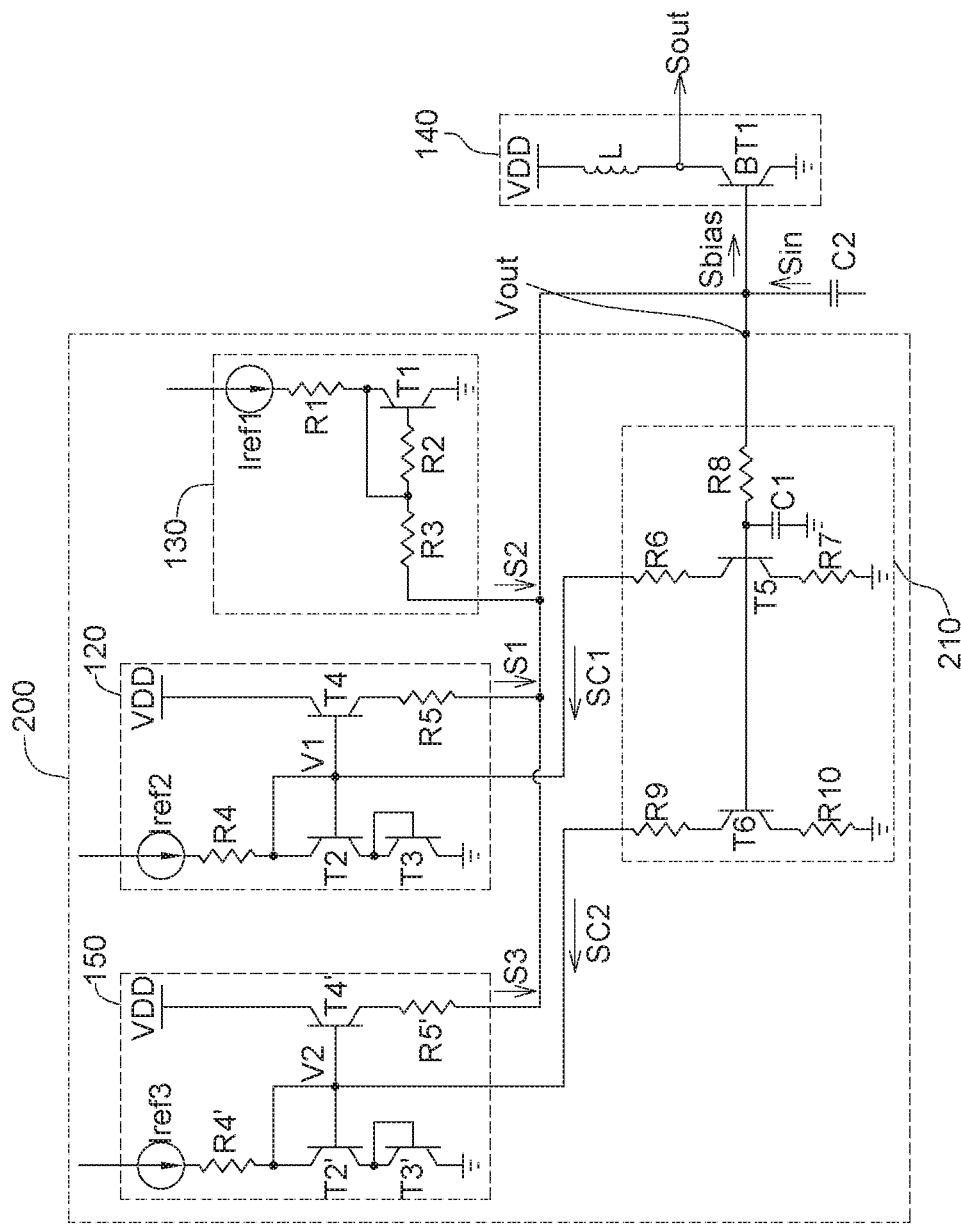 200
150
Iref3
VDD
R4'
V2
T4'
T2'
T3'
R5'
S3
120
Iref2
VDD
R4
V1
T4
T2
T3
R5
S1
130
Iref1
R1
T1
R2
R3
S2
Vout
140
VDD
L
Sout
BT1
Sbias
Sin
C2
SC2
SC1
R9
R6
R8
T6
T5
C1
R10
R7
210